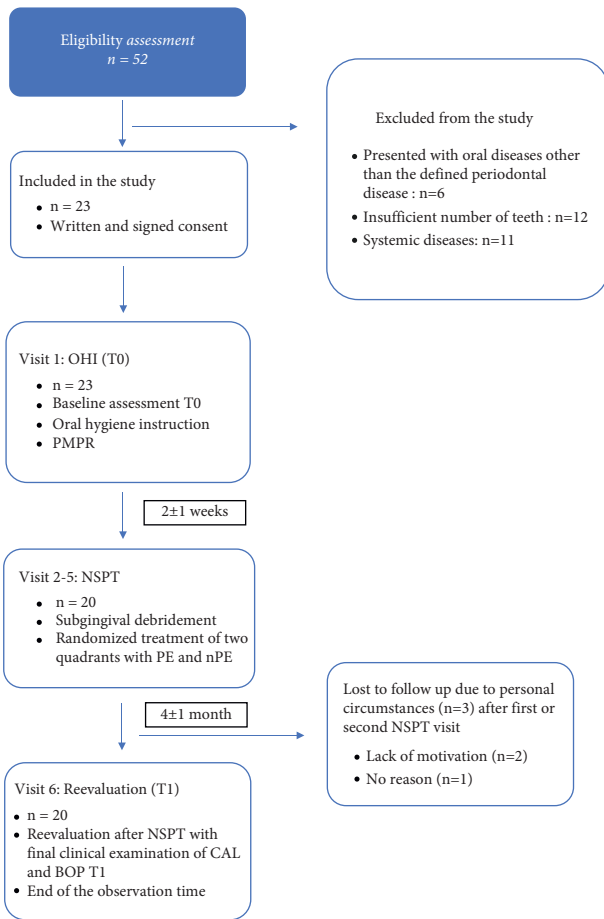 Eligibility assessment
n = 52
Excluded from the study
• Presented with oral diseases other
than the defined periodontal
disease : n=6
• Insufficient number of teeth : n=12
• Systemic diseases: n=11
Included in the study
• n = 23
• Written and signed consent
Visit 1: OHI (T0)
• n = 23
• Baseline assessment T0
• Oral hygiene instruction
• PMPR
2±1 weeks
Visit 2-5: NSPT
• n = 20
• Subgingival debridement
• Randomized treatment of two
quadrants with PE and nPE
4±1 month
Lost to follow up due to personal
circumstances (n=3) after first or
second NSPT visit
• Lack of motivation (n=2)
• No reason (n=1)
Visit 6: Reevaluation (T1)
• n = 20
• Reevaluation after NSPT with
final clinical examination of CAL
and BOP T1
• End of the observation time